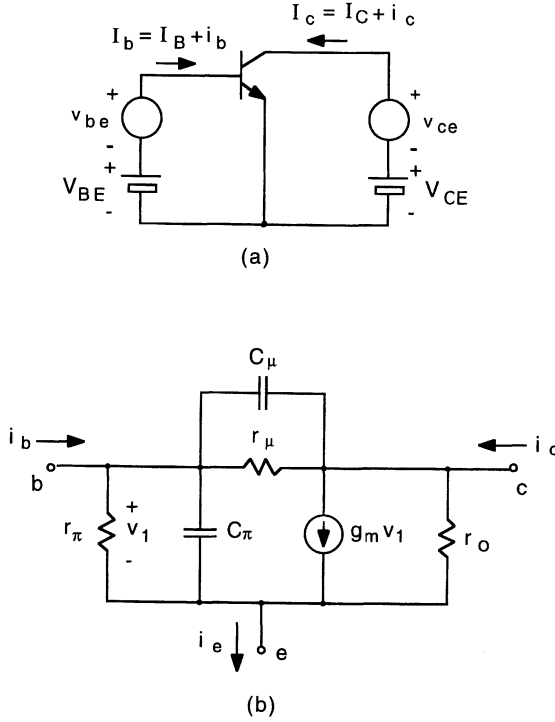 I_c = I_C + i_c
I_b = I_B + i_b
+
+
v_be
v_ce
-
-
+
+
V_BE
V_CE
-
-
(a)
C_μ
i_b
r_μ
i_c
b
c
+
r_π
v_1
C_π
g_m v_1
r_o
-
i_e
e
(b)